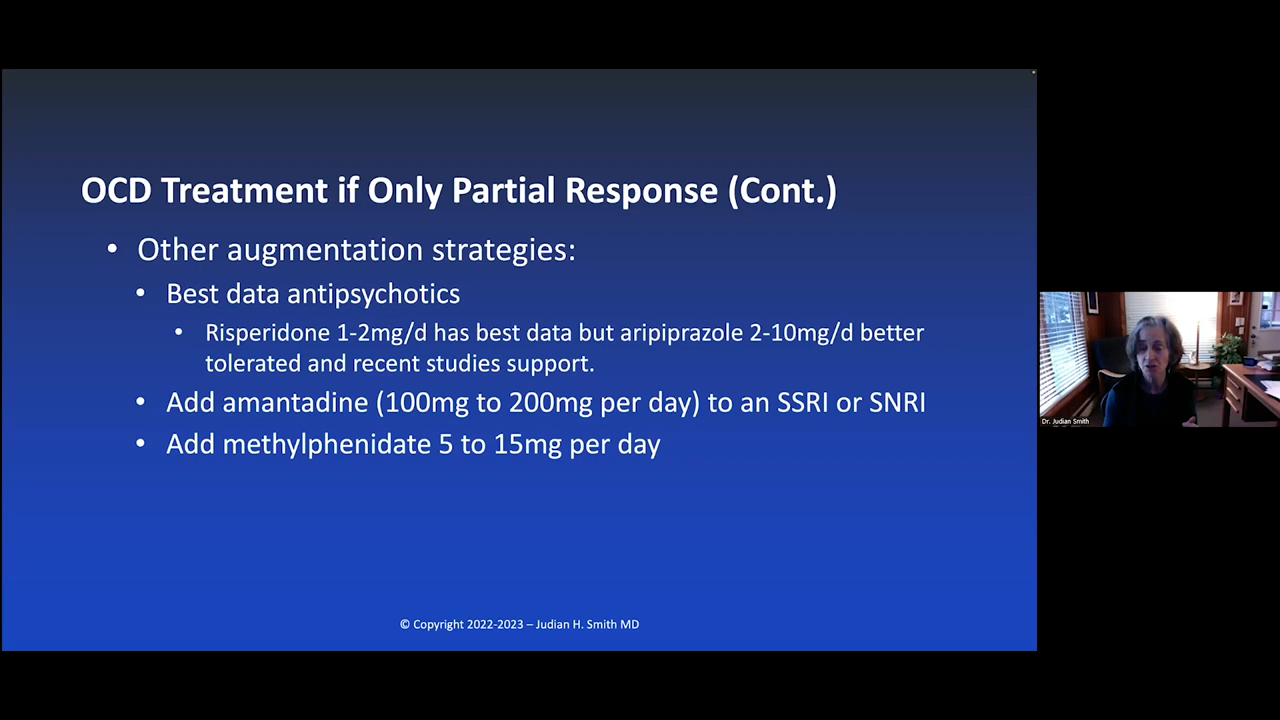 OCD Treatment if Only Partial Response (Cont.)
• Other augmentation strategies:
• Best data antipsychotics
• Risperidone 1-2mg/d has best data but aripiprazole 2-10mg/d better
tolerated and recent studies support.
• Add amantadine (100mg to 200mg per day) to an SSRI or SNRI
• Add methylphenidate 5 to 15mg per day
© Copyright 2022-2023 – Judian H. Smith MD
Dr. Judian Smith